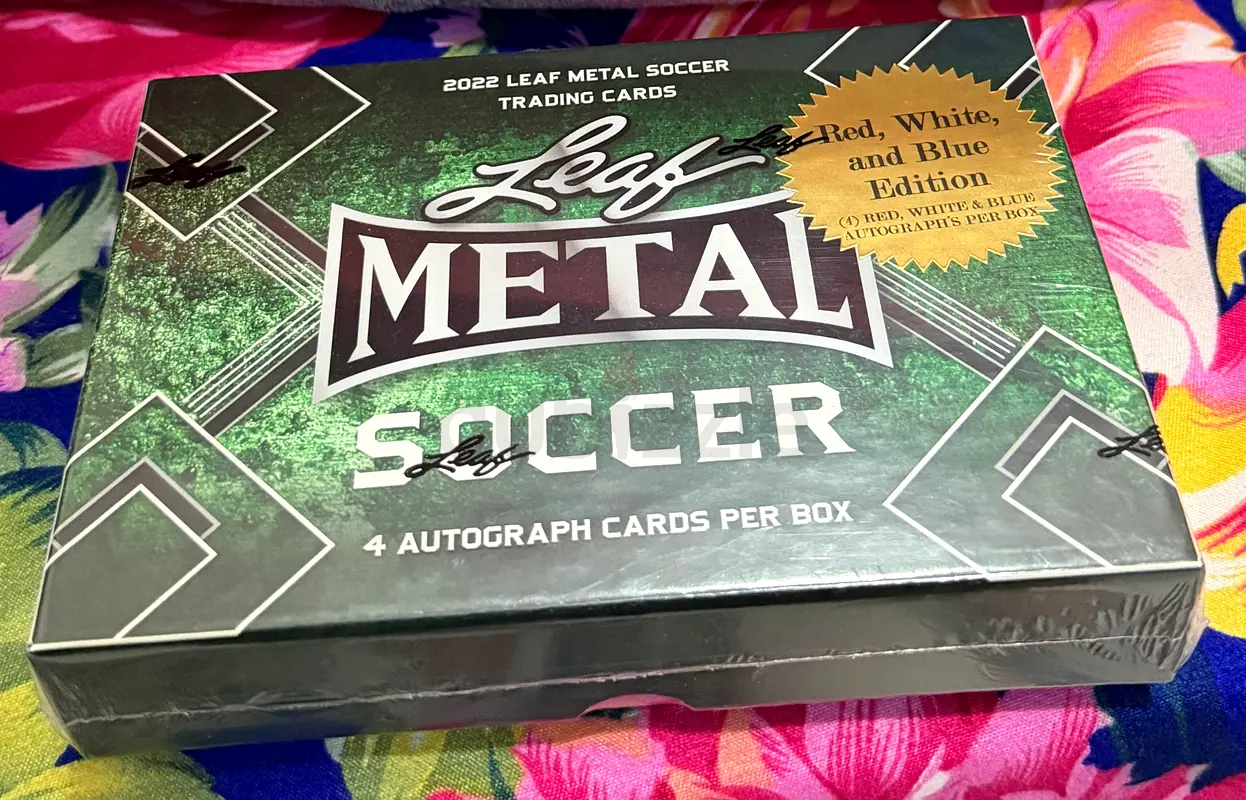 2022 LEAF METAL SOCCER
TRADING CARDS
Leaf
METAL
SOCCER
4 AUTOGRAPH CARDS PER BOX
Red, White,
and Blue
Edition
(4) RED, WHITE & BLUE
AUTOGRAPH'S PER BOX
Leaf
Leaf
Leaf